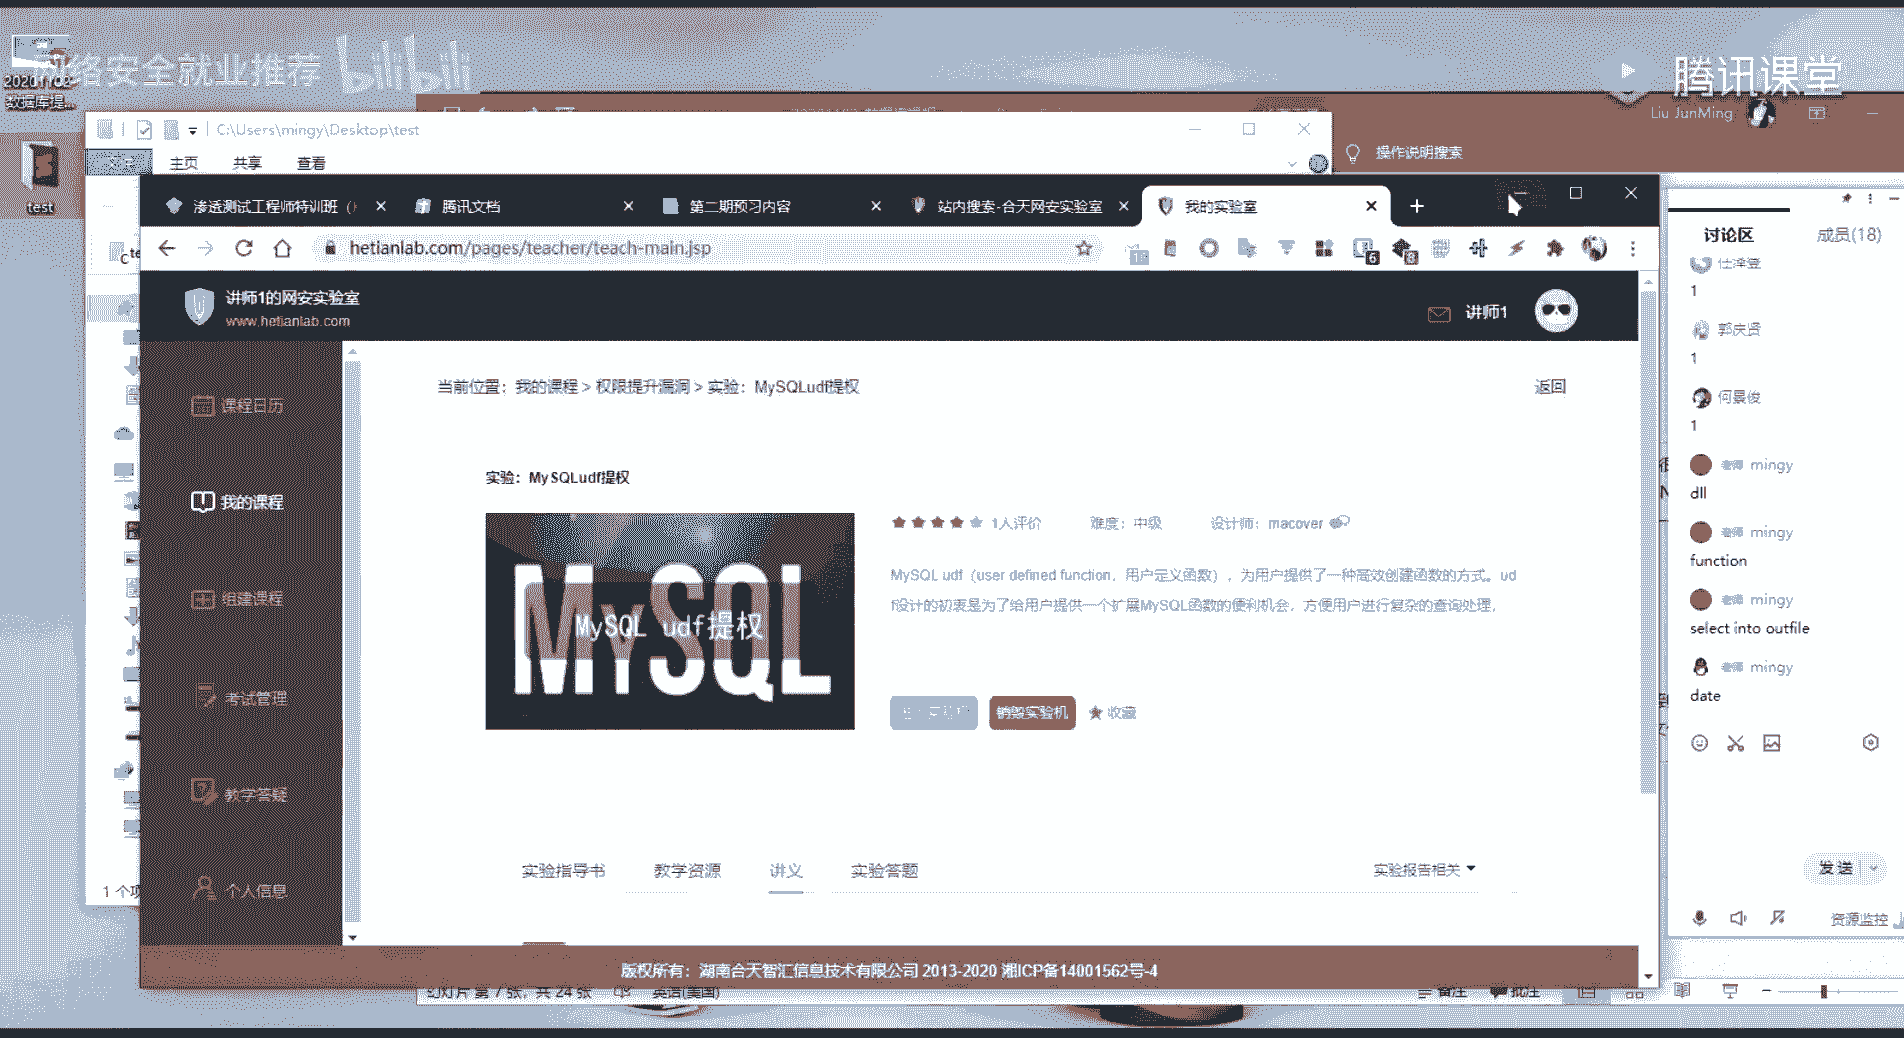 网络安全就业推荐 bilibili
腾讯课堂
数据库提...
test
C:\Users\mingy\Desktop\test
主页 共享 查看
Liu JunMing
操作说明搜索
渗透测试工程师特训班
腾讯文档
第二期预习内容
站内搜索-合天网安实验室
我的实验室
hetianlab.com/pages/teacher/teach-main.jsp
讲师1的网安实验室
www.hetianlab.com
讲师1
课程日历
我的课程
组建课程
考试管理
教学答疑
个人信息
当前位置：我的课程 > 权限提升漏洞 > 实验：MySQLudf提权
返回
实验：MySQLudf提权
MySQL
MySQL udf提权
1人评价 难度：中级 设计师：macover
MySQL udf（user defined function，用户定义函数），为用户提供了一种高效创建函数的方式。ud
f设计的初衷是为了给用户提供一个扩展MySQL函数的便利机会，方便用户进行复杂的查询处理，
销毁实验机 收藏
实验指导书 教学资源 讲义 实验答题 实验报告相关
版权所有：湖南合天智汇信息技术有限公司 2013-2020 湘ICP备14001562号-4
幻灯片 第 7 张，共 24 张 英语(美国)
备注 批注
讨论区 成员(18)
1
郭庆贤
1
何景俊
1
老师 mingy
dll
老师 mingy
function
老师 mingy
select into outfile
老师 mingy
date
发送
资源监控